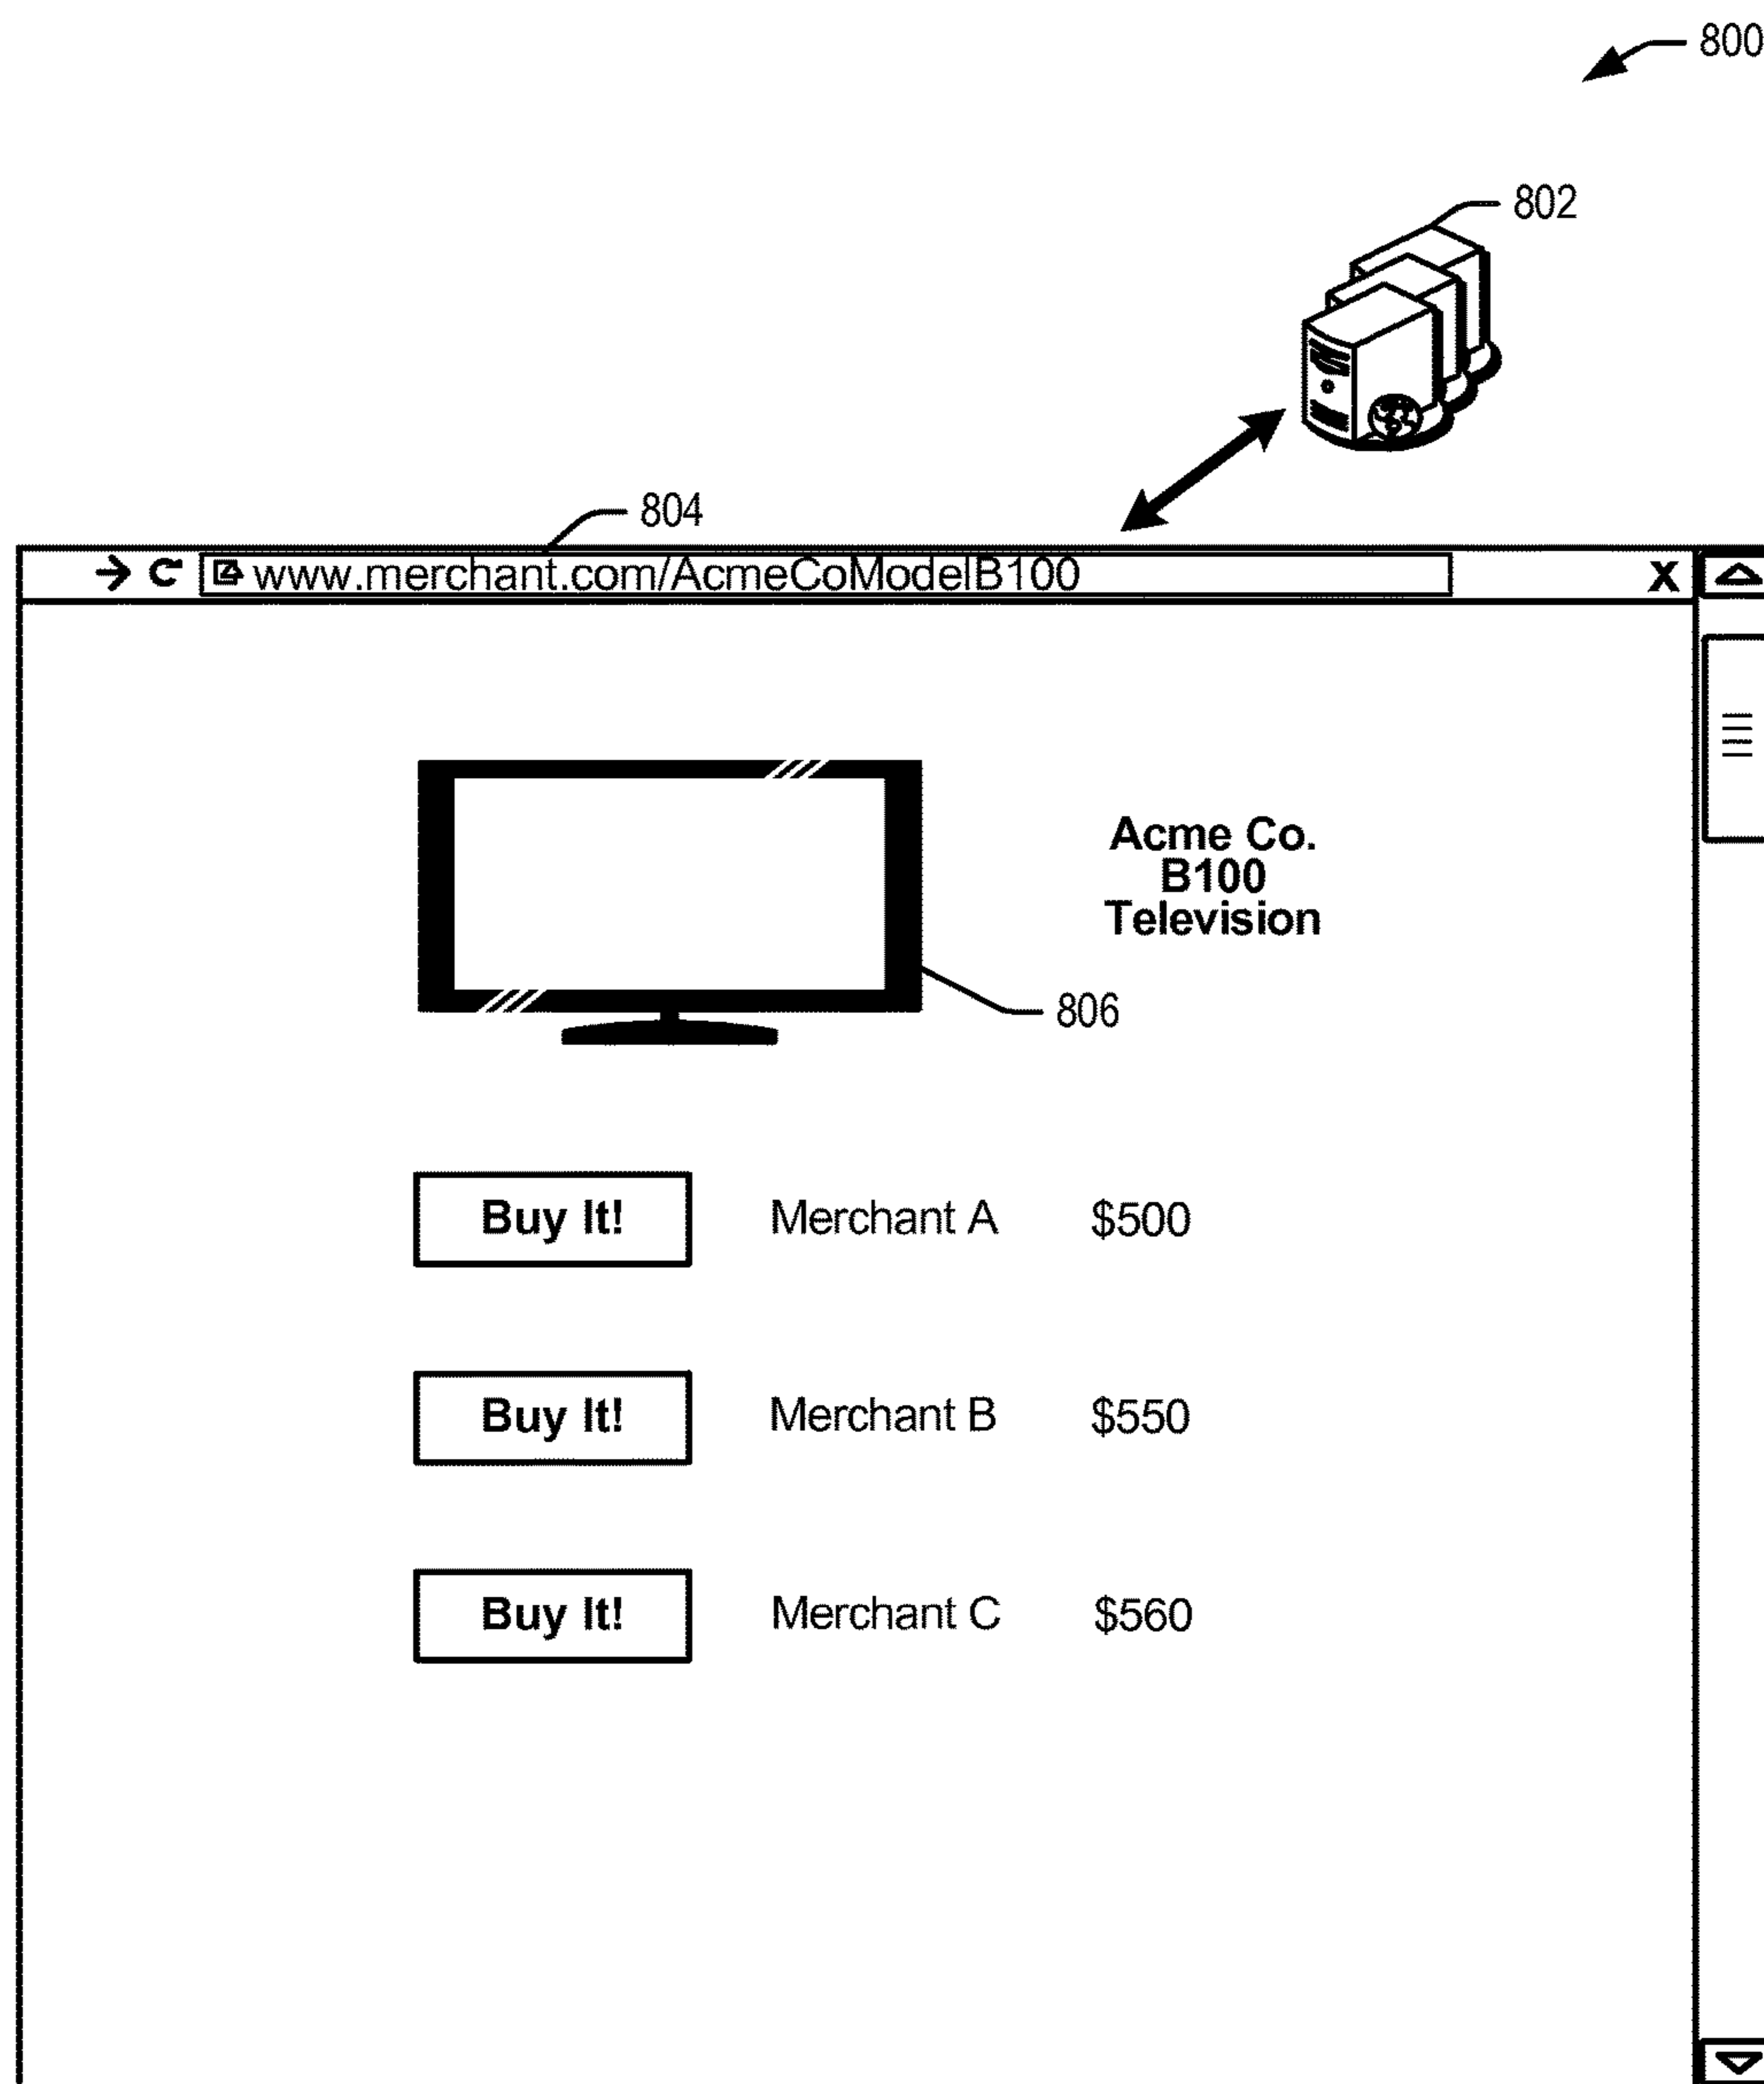 800
802
804
www.merchant.com/AcmeCoModelB100
X
Acme Co.
B100
Television
806
Buy It! Merchant A $500
Buy It! Merchant B $550
Buy It! Merchant C $560